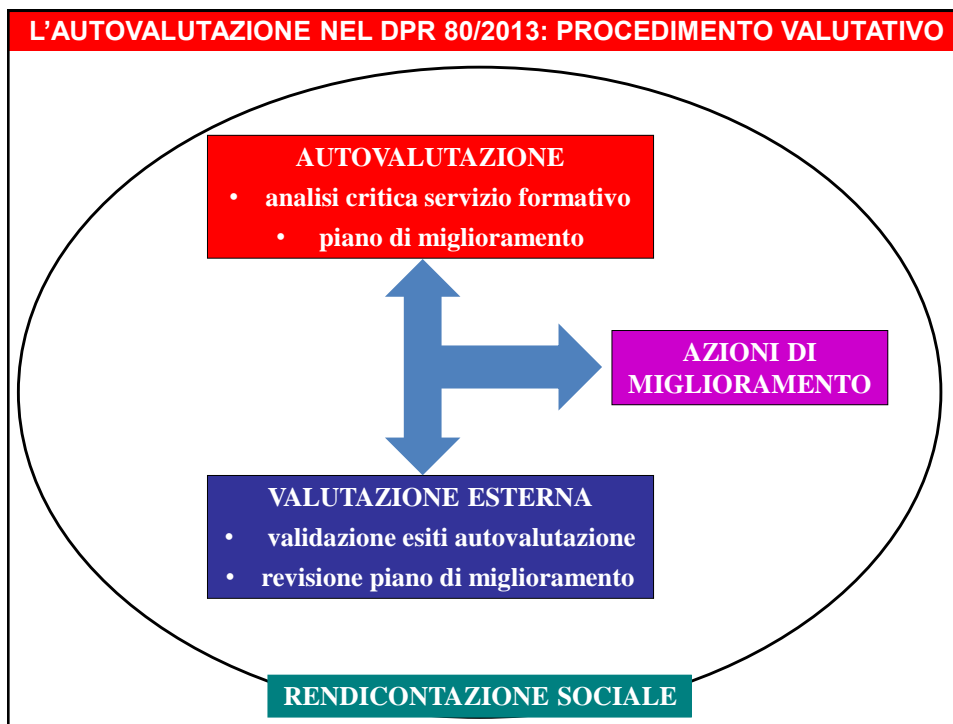 L'AUTOVALUTAZIONE NEL DPR 80/2013: PROCEDIMENTO VALUTATIVO
AUTOVALUTAZIONE
• analisi critica servizio formativo
• piano di miglioramento
AZIONI DI
MIGLIORAMENTO
VALUTAZIONE ESTERNA
• validazione esiti autovalutazione
• revisione piano di miglioramento
RENDICONTAZIONE SOCIALE